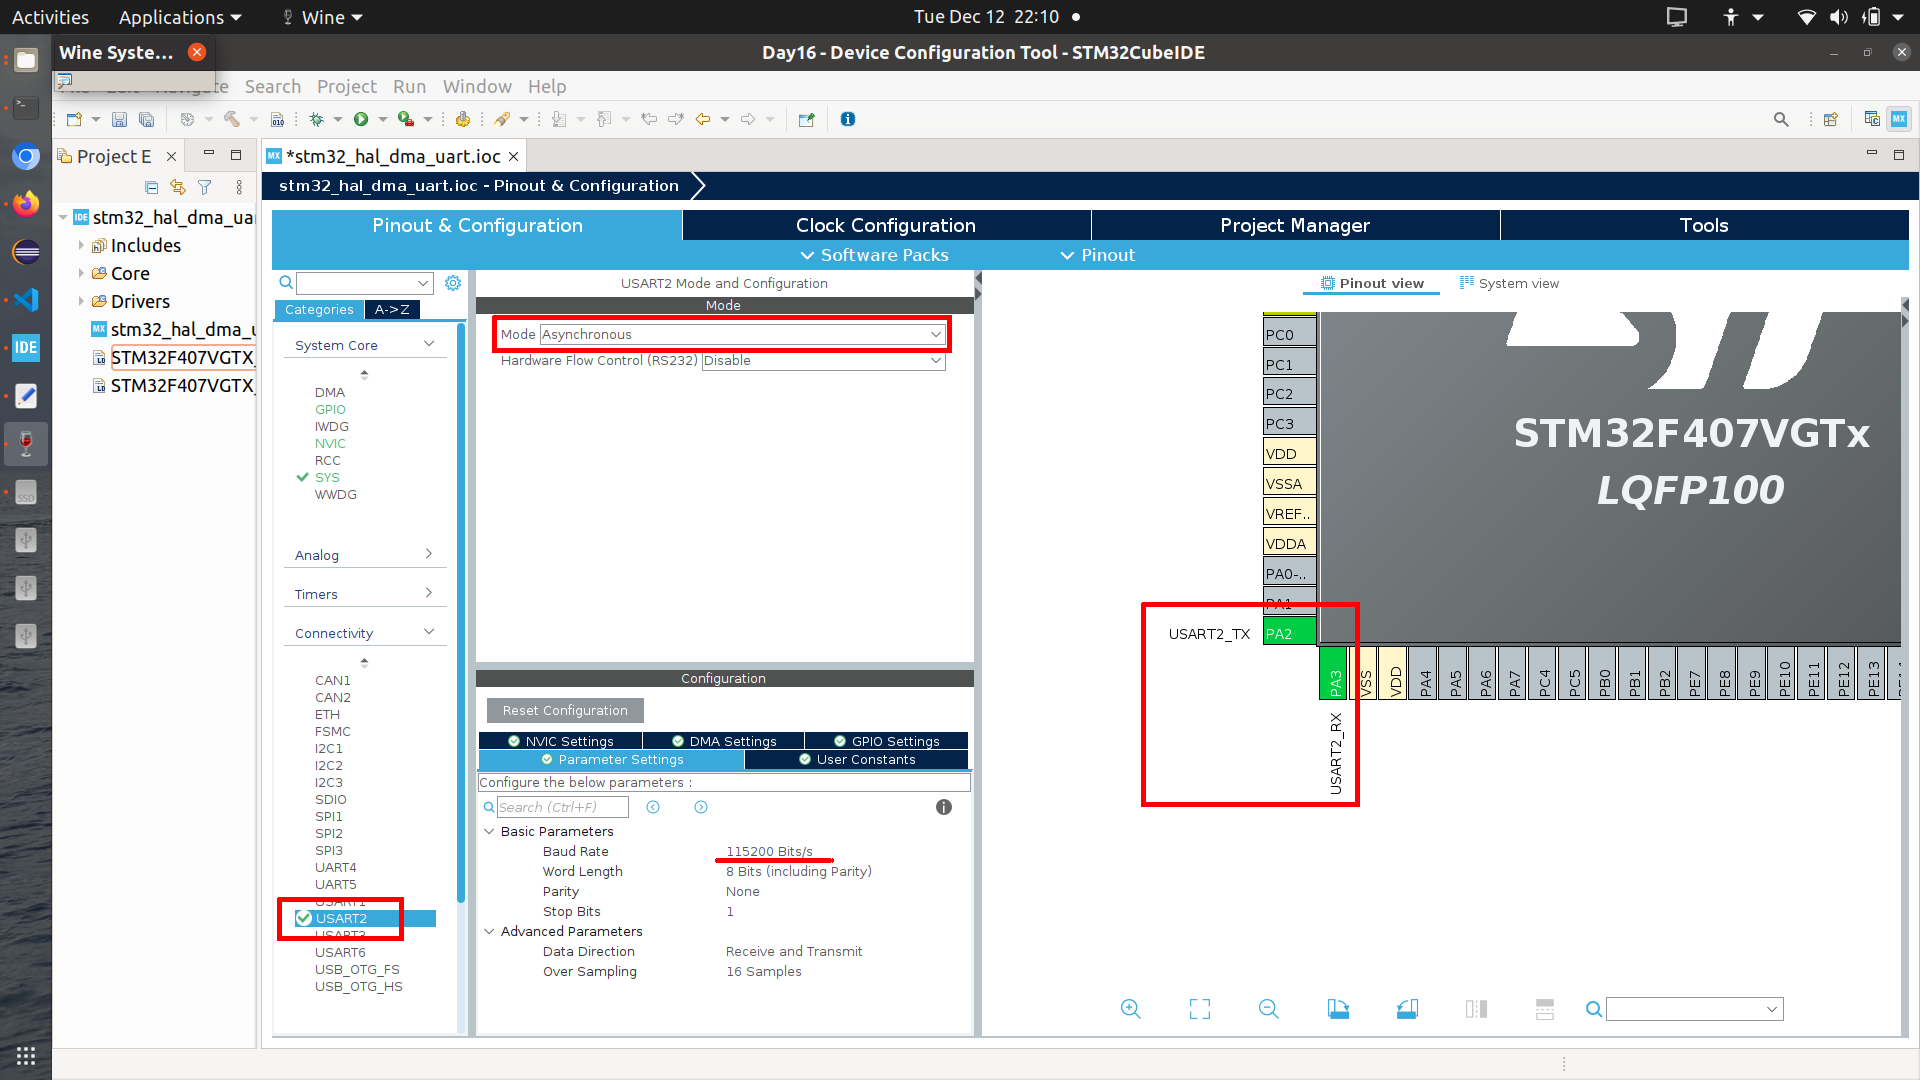 Activities Applications Wine Tue Dec 12 22:10
Wine Syste...
Day16 - Device Configuration Tool - STM32CubeIDE
Search Project Run Window Help
Project E
*stm32_hal_dma_uart.ioc
stm32_hal_dma_uart.ioc - Pinout & Configuration
stm32_hal_dma_uar
Includes
Core
Drivers
stm32_hal_dma_u
STM32F407VGTX_
STM32F407VGTX_
IDE
SSD
Pinout & Configuration
Clock Configuration
Project Manager
Tools
Software Packs
Pinout
Categories
A->Z
System Core
DMA
GPIO
IWDG
NVIC
RCC
SYS
WWDG
Analog
Timers
Connectivity
CAN1
CAN2
ETH
FSMC
I2C1
I2C2
I2C3
SDIO
SPI1
SPI2
SPI3
UART4
UART5
USART1
USART2
USART3
USART6
USB_OTG_FS
USB_OTG_HS
USART2 Mode and Configuration
Mode
Mode Asynchronous
Hardware Flow Control (RS232) Disable
Configuration
Reset Configuration
NVIC Settings
DMA Settings
GPIO Settings
Parameter Settings
User Constants
Configure the below parameters :
Search (Ctrl+F)
Basic Parameters
Baud Rate 115200 Bits/s
Word Length 8 Bits (including Parity)
Parity None
Stop Bits 1
Advanced Parameters
Data Direction Receive and Transmit
Over Sampling 16 Samples
Pinout view
System view
PC0
PC1
PC2
PC3
VDD
VSSA
VREF..
VDDA
PA0-..
PA1
USART2_TX PA2
STM32F407VGTx
LQFP100
PA3 VSS VDD PA4 PA5 PA6 PA7 PC4 PC5 PB0 PB1 PB2 PE7 PE8 PE9 PE10 PE11 PE12 PE13
USART2_RX